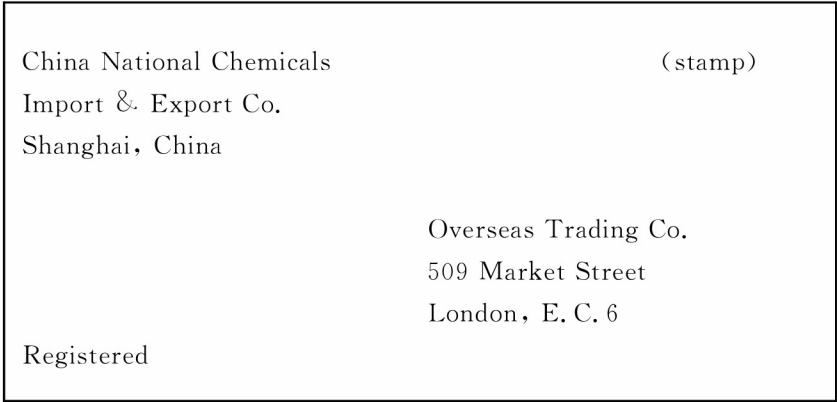 China National Chemicals
(stamp)
Import & Export Co.
Shanghai, China
Overseas Trading Co.
509 Market Street
London, E. C. 6
Registered